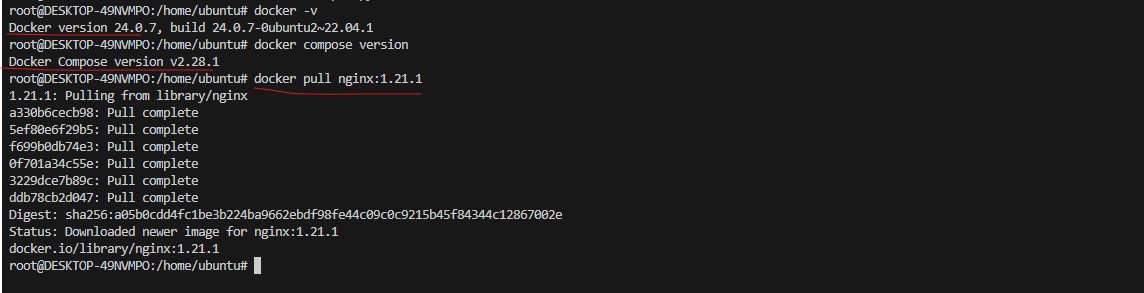 root@DESKTOP-49NVMPO:/home/ubuntu# docker -v
Docker version 24.0.7, build 24.0.7-0ubuntu2~22.04.1
root@DESKTOP-49NVMPO:/home/ubuntu# docker compose version
Docker Compose version v2.28.1
root@DESKTOP-49NVMPO:/home/ubuntu# docker pull nginx:1.21.1
1.21.1: Pulling from library/nginx
a330b6cecb98: Pull complete
5ef80e6f29b5: Pull complete
f699b0db74e3: Pull complete
0f701a34c55e: Pull complete
3229dce7b89c: Pull complete
ddb78cb2d047: Pull complete
Digest: sha256:a05b0cdd4fc1be3b224ba9662ebdf98fe44c09c0c9215b45f84344c12867002e
Status: Downloaded newer image for nginx:1.21.1
docker.io/library/nginx:1.21.1
root@DESKTOP-49NVMPO:/home/ubuntu#